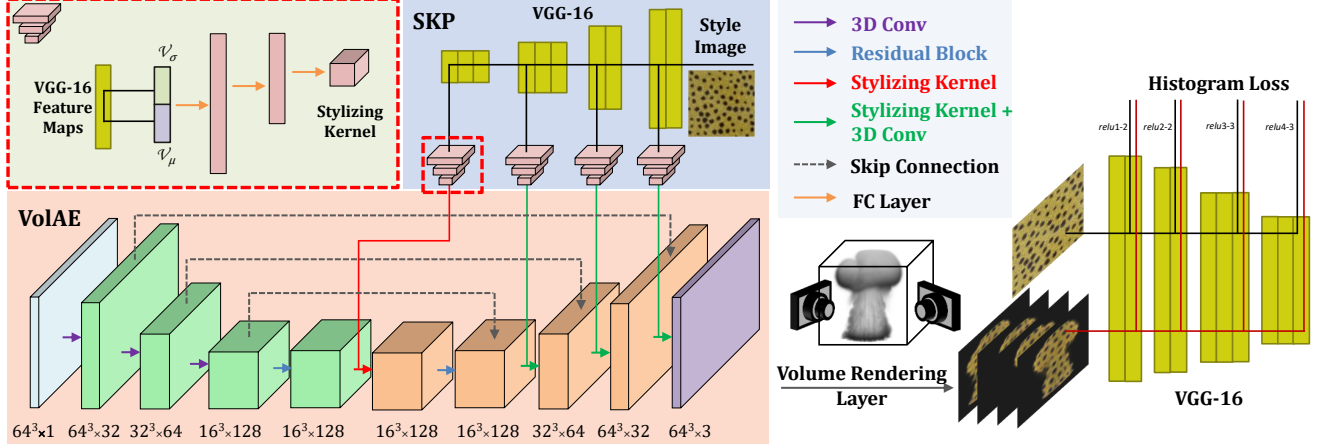 VGG-16
Feature
Maps
𝒱σ
𝒱μ
Stylizing
Kernel
SKP
VGG-16
Style
Image
3D Conv
Residual Block
Stylizing Kernel
Stylizing Kernel +
3D Conv
Skip Connection
FC Layer
VolAE
64³×1
64³×32
32³×64
16³×128
16³×128
16³×128
16³×128
32³×64
64³×32
64³×3
Volume Rendering
Layer
Histogram Loss
relu1-2
relu2-2
relu3-3
relu4-3
VGG-16